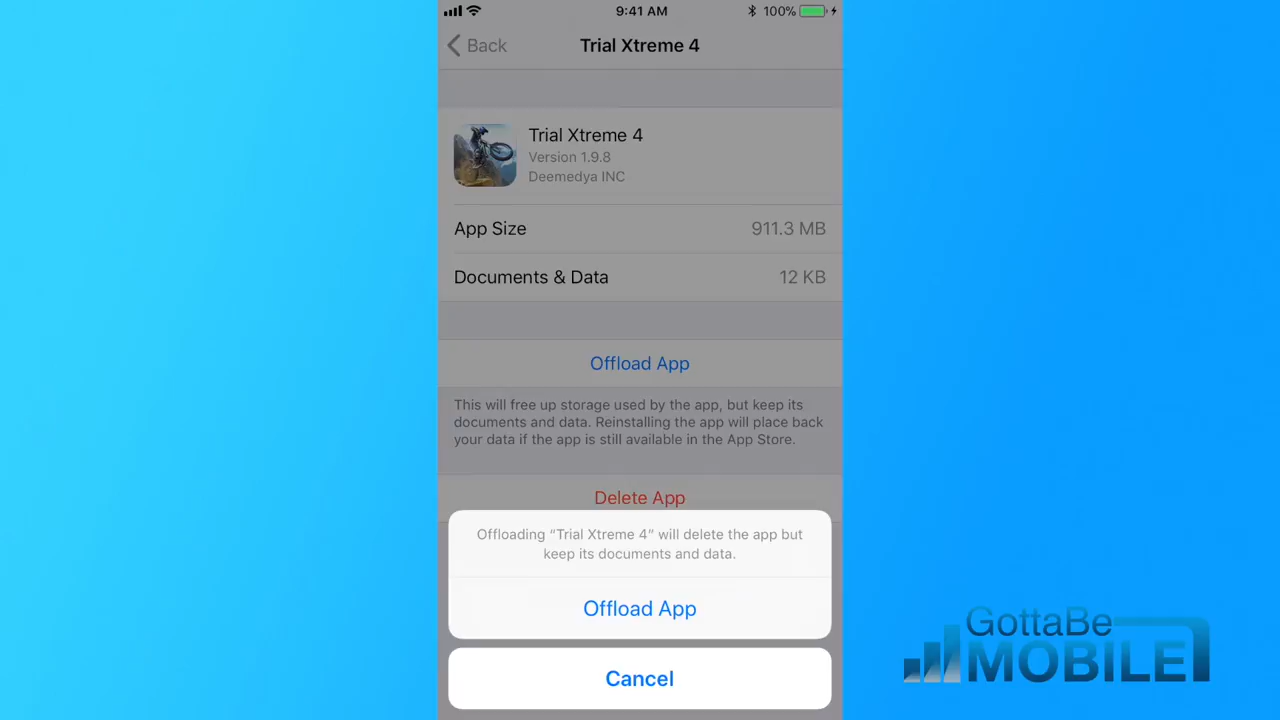 9:41 AM
100%
Back
Trial Xtreme 4
Trial Xtreme 4
Version 1.9.8
Deemedya INC
App Size
911.3 MB
Documents & Data
12 KB
Offload App
This will free up storage used by the app, but keep its
documents and data. Reinstalling the app will place back
your data if the app is still available in the App Store.
Delete App
Offloading “Trial Xtreme 4” will delete the app but
keep its documents and data.
Offload App
Cancel
GottaBe
MOBILE